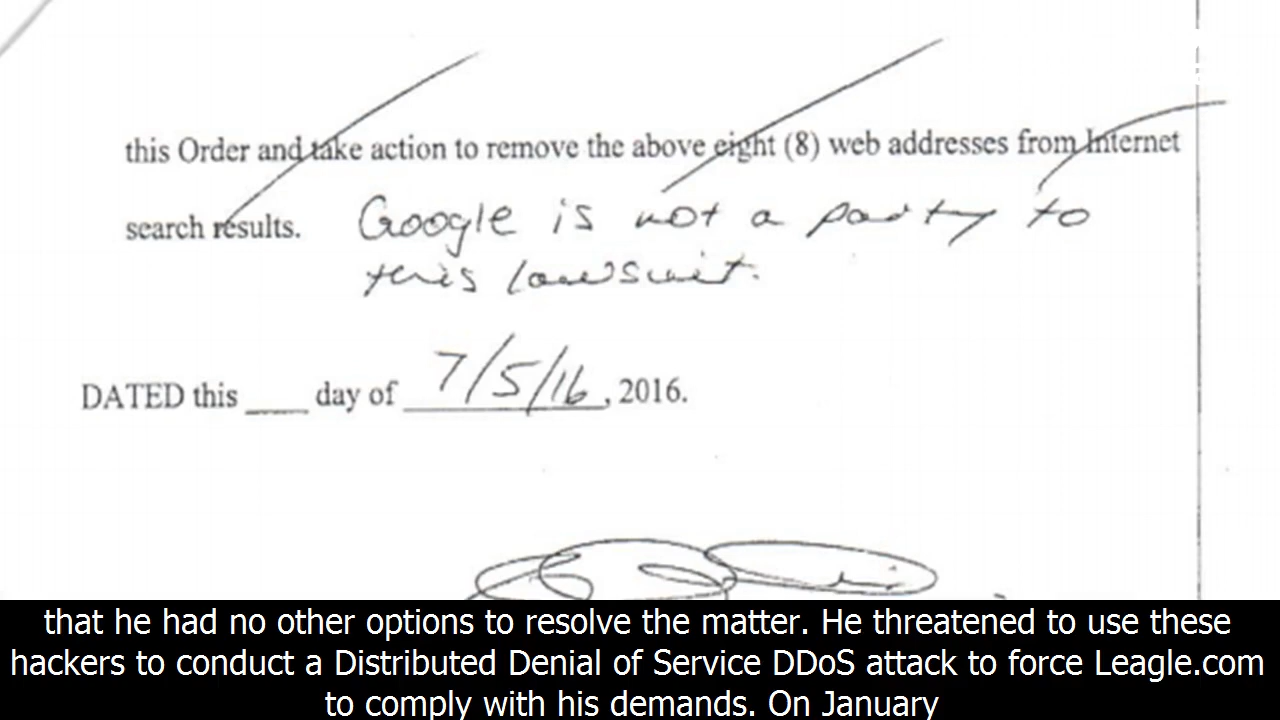 this Order and take action to remove the above eight (8) web addresses from Internet
search results. Google is not a party to
this lawsuit.
DATED this ____ day of 7/5/16, 2016.
that he had no other options to resolve the matter. He threatened to use these
hackers to conduct a Distributed Denial of Service DDoS attack to force Leagle.com
to comply with his demands. On January